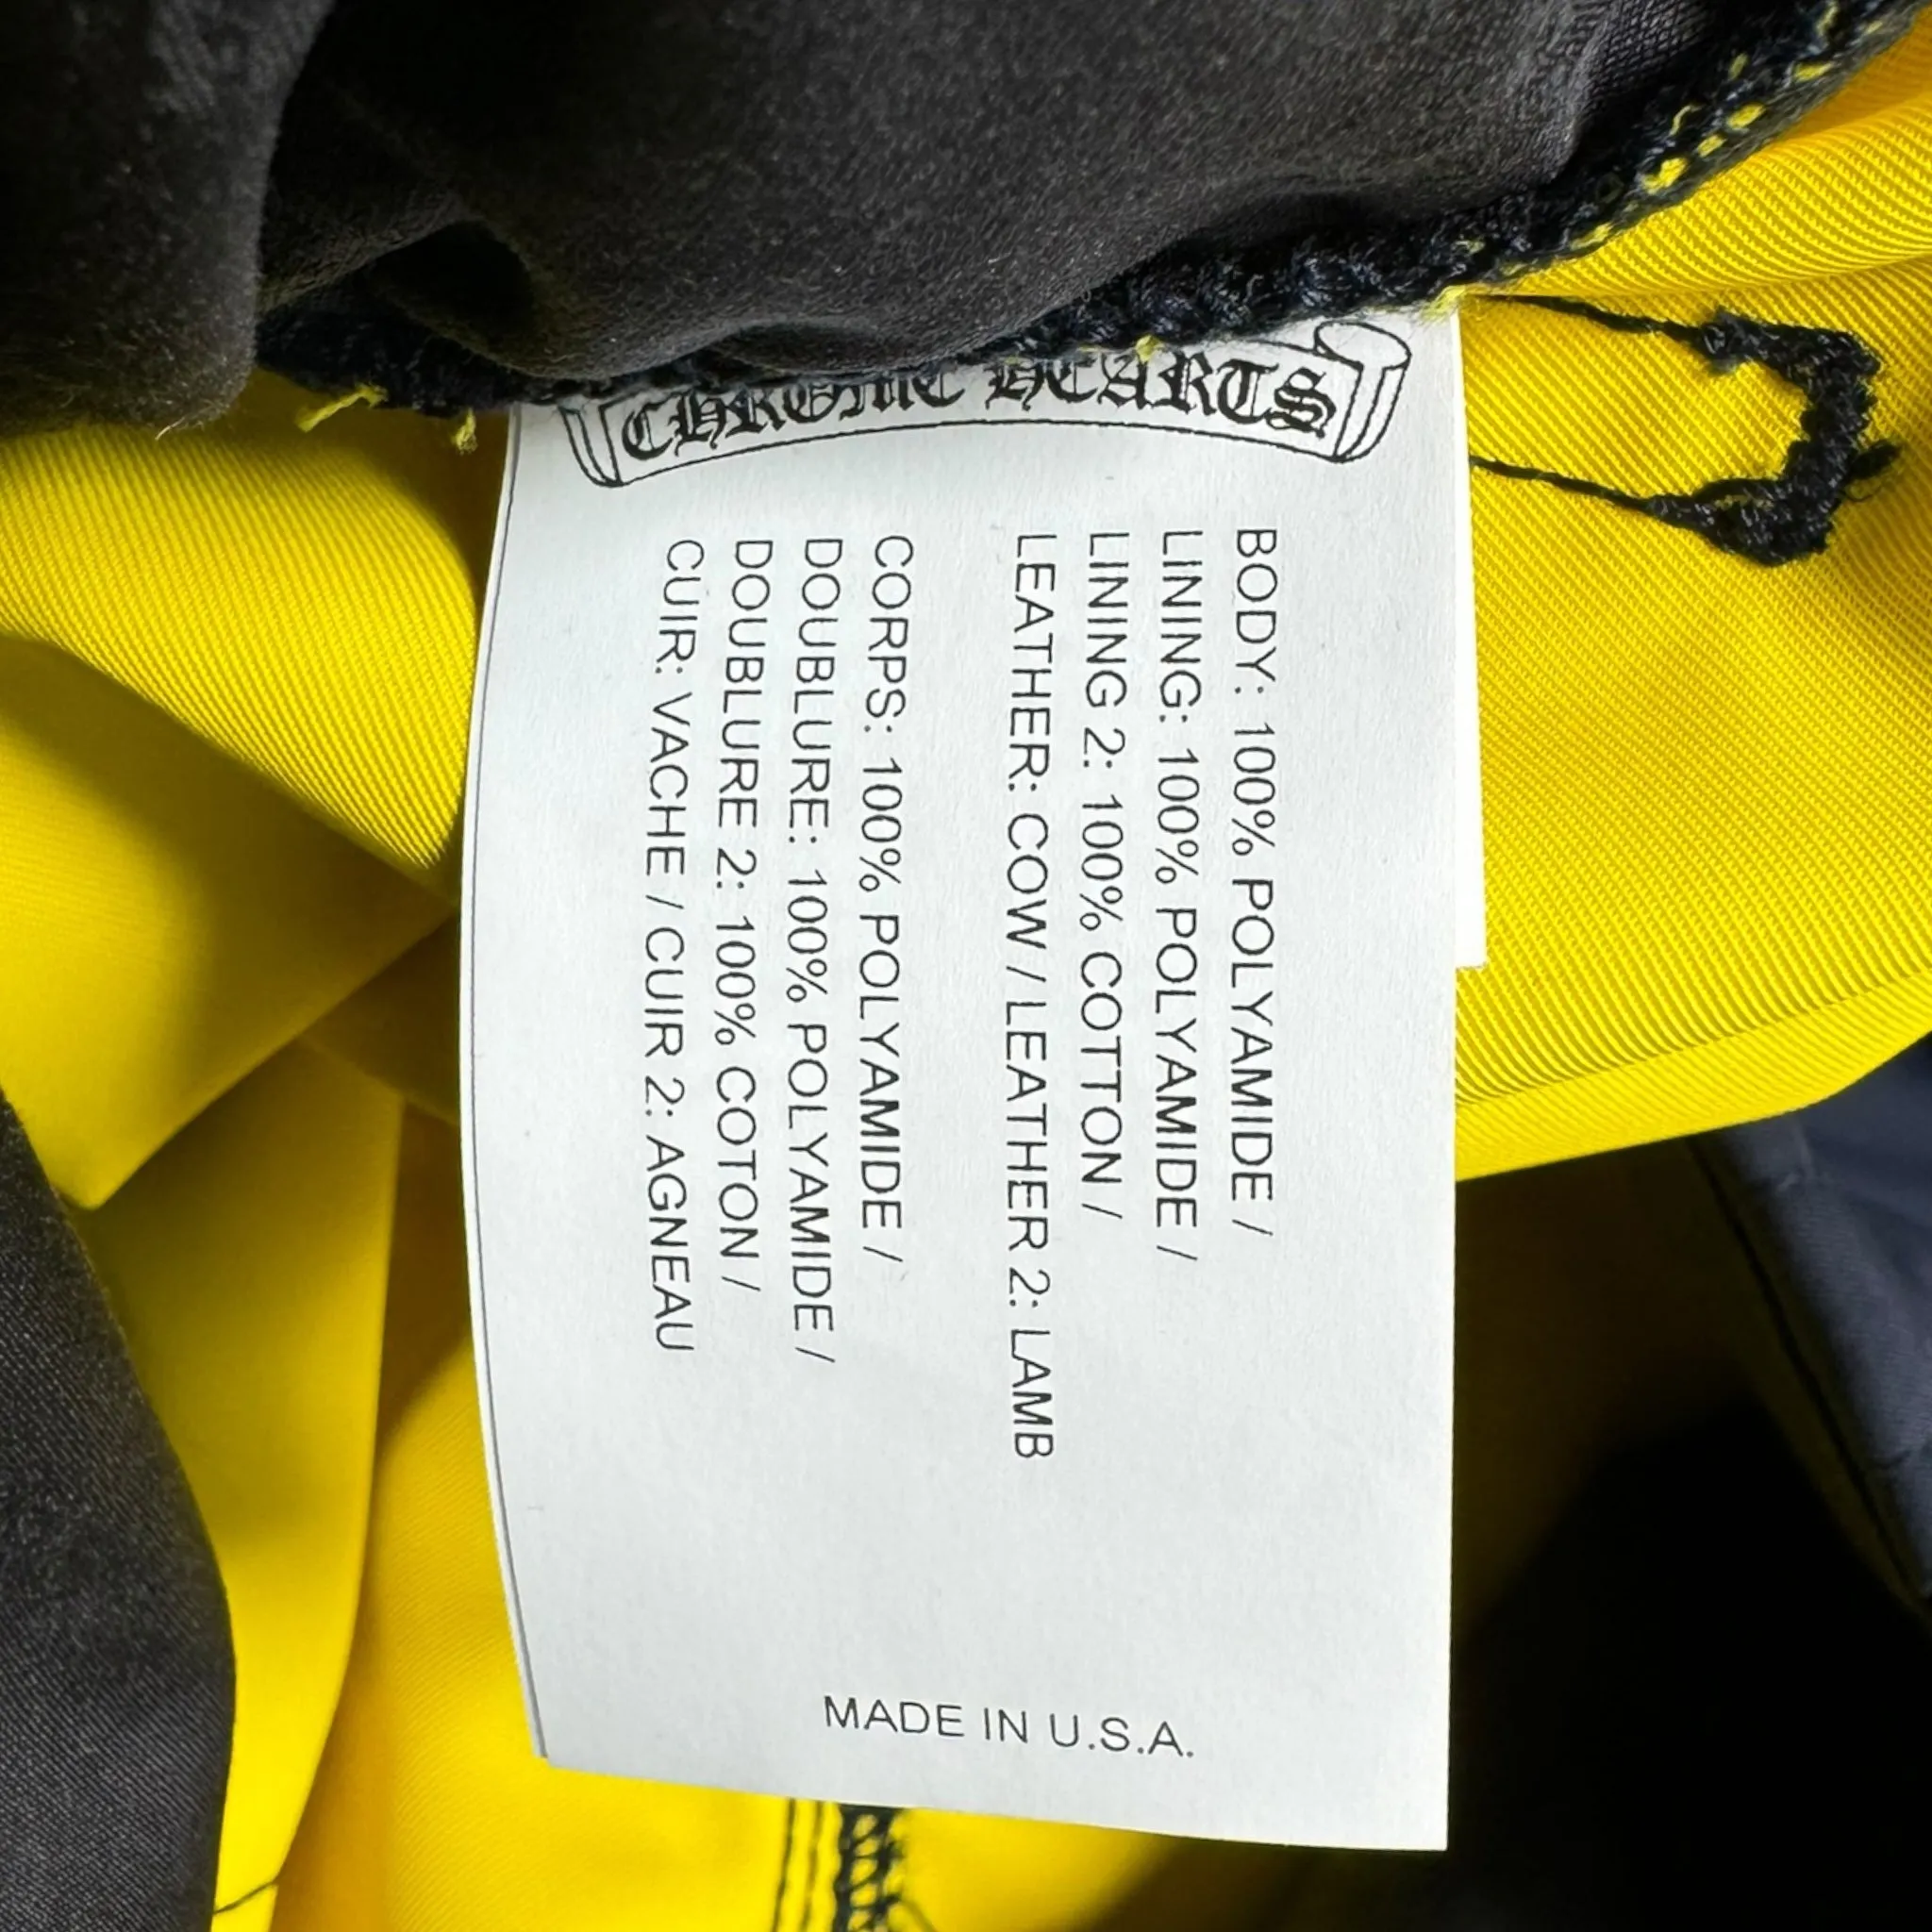 CHROME HEARTS
BODY: 100% POLYAMIDE /
LINING: 100% POLYAMIDE /
LINING 2: 100% COTTON /
LEATHER: COW / LEATHER 2: LAMB
CORPS: 100% POLYAMIDE /
DOUBLURE: 100% POLYAMIDE /
DOUBLURE 2: 100% COTON /
CUIR: VACHE / CUIR 2: AGNEAU
MADE IN U.S.A.